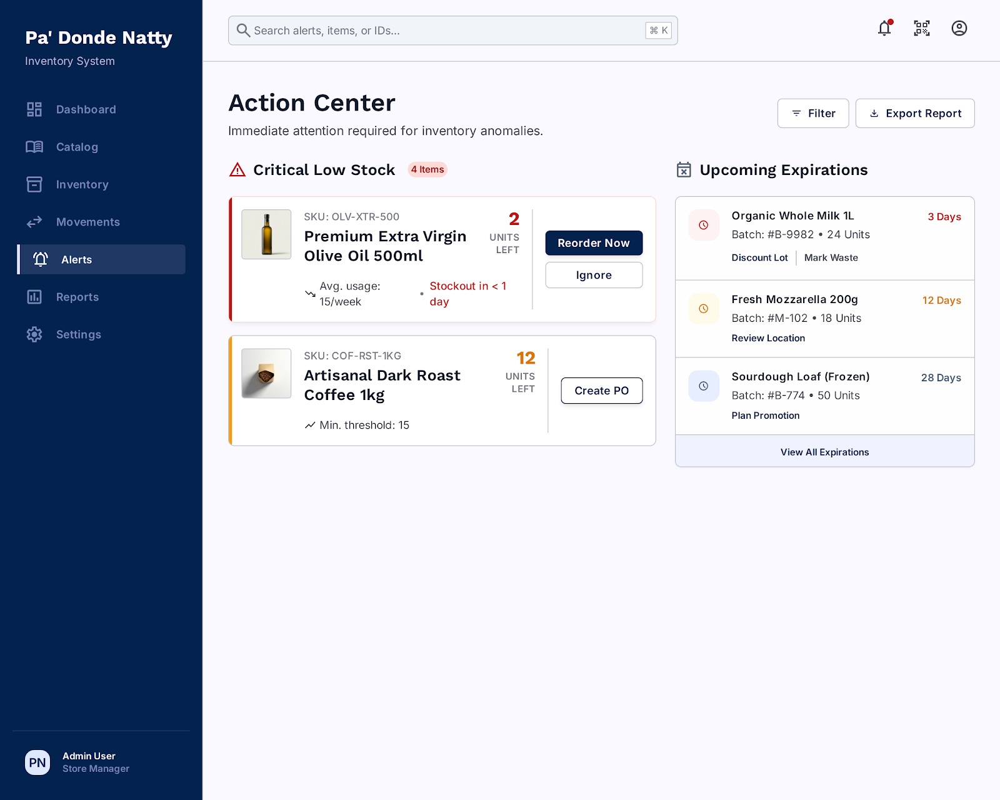 Pa' Donde Natty
Inventory System
Dashboard
Catalog
Inventory
Movements
Alerts
Reports
Settings
PN
Admin User
Store Manager
Search alerts, items, or IDs...
⌘ K
Action Center
Immediate attention required for inventory anomalies.
Filter
Export Report
Critical Low Stock
4 Items
SKU: OLV-XTR-500
Premium Extra Virgin
Olive Oil 500ml
2
UNITS
LEFT
Avg. usage:
15/week
•
Stockout in < 1
day
Reorder Now
Ignore
SKU: COF-RST-1KG
Artisanal Dark Roast
Coffee 1kg
12
UNITS
LEFT
Min. threshold: 15
Create PO
Upcoming Expirations
Organic Whole Milk 1L
3 Days
Batch: #B-9982 • 24 Units
Discount Lot
Mark Waste
Fresh Mozzarella 200g
12 Days
Batch: #M-102 • 18 Units
Review Location
Sourdough Loaf (Frozen)
28 Days
Batch: #B-774 • 50 Units
Plan Promotion
View All Expirations